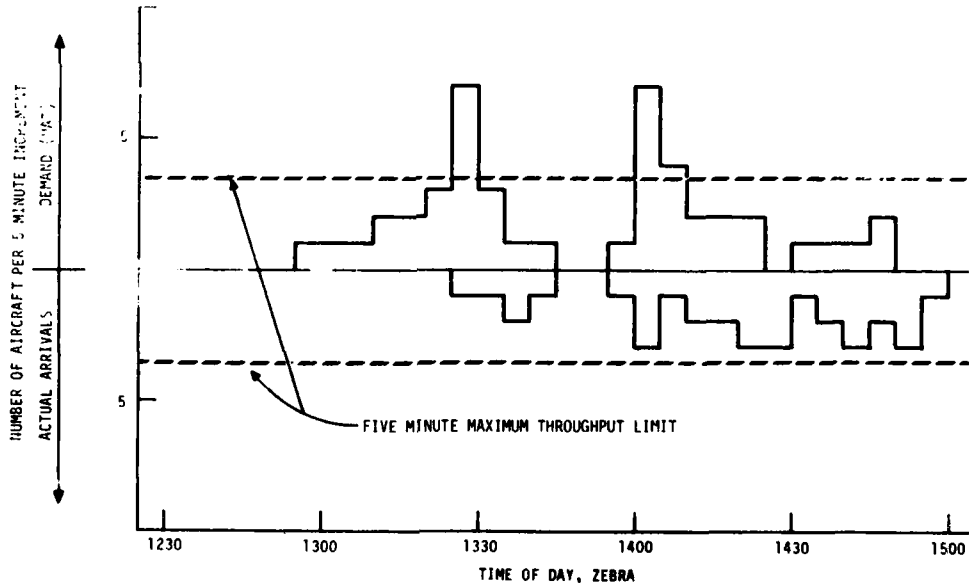 NUMBER OF AIRCRAFT PER 5 MINUTE INCREMENT
ACTUAL ARRIVALS
DEMAND
5
FIVE MINUTE MAXIMUM THROUGHPUT LIMIT
1230
1300
1330
1400
1430
1500
TIME OF DAY, ZEBRA